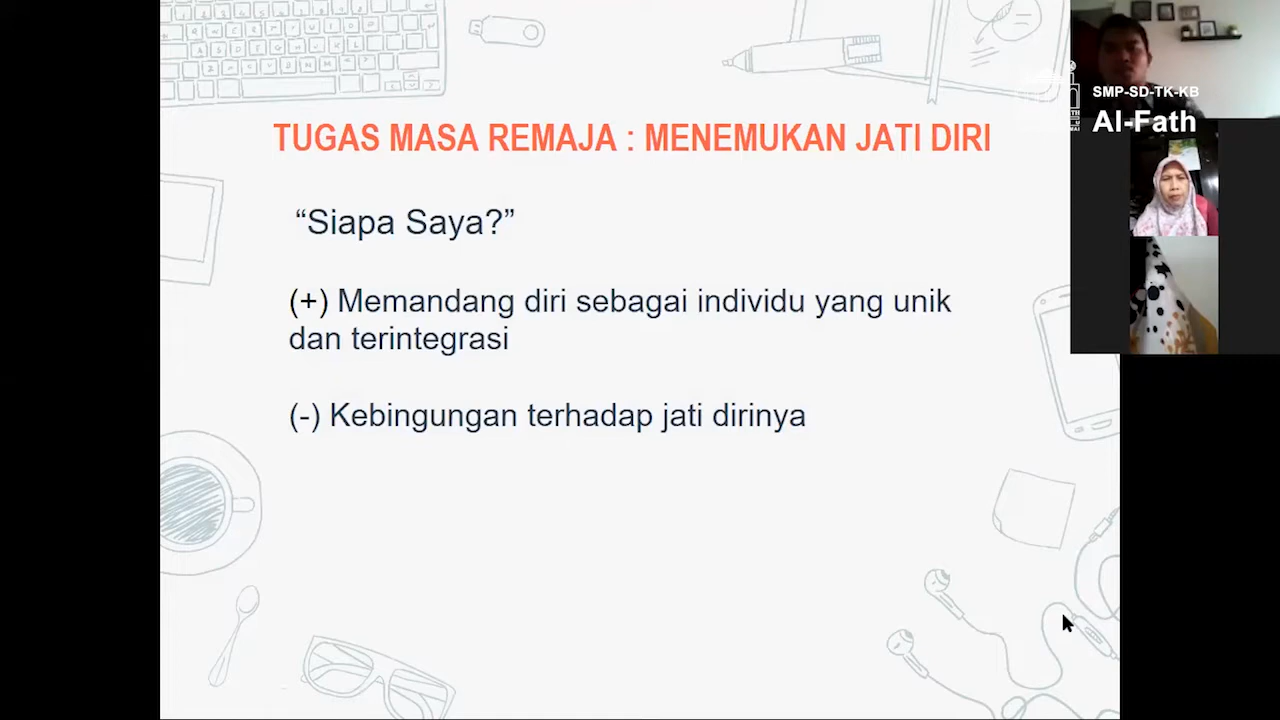 TUGAS MASA REMAJA : MENEMUKAN JATI DIRI
“Siapa Saya?”
(+) Memandang diri sebagai individu yang unik
dan terintegrasi
(-) Kebingungan terhadap jati dirinya
SMP-SD-TK-KB
Al-Fath